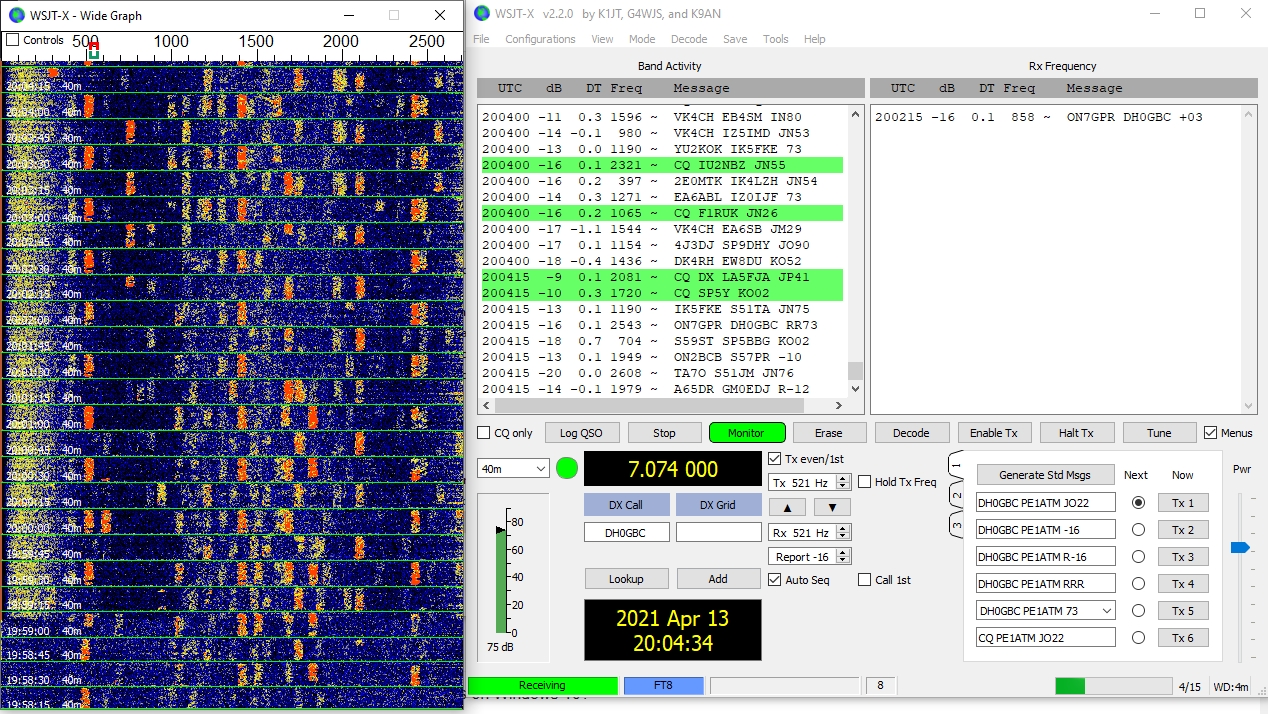 WSJT-X - Wide Graph
Controls 500 1000 1500 2000 2500
20:04:15 40m
20:04:00 40m
20:03:45 40m
20:03:30 40m
20:03:15 40m
20:03:00 40m
20:02:45 40m
20:02:30 40m
20:02:15 40m
20:02:00 40m
20:01:45 40m
20:01:30 40m
20:01:15 40m
20:01:00 40m
20:00:45 40m
20:00:30 40m
20:00:15 40m
20:00:00 40m
19:59:45 40m
19:59:30 40m
19:59:15 40m
19:59:00 40m
19:58:45 40m
19:58:30 40m
19:58:15 40m
WSJT-X v2.2.0 by K1JT, G4WJS, and K9AN
File Configurations View Mode Decode Save Tools Help
Band Activity
UTC dB DT Freq Message
200400 -11 0.3 1596 ~ VK4CH EB4SM IN80
200400 -14 -0.1 980 ~ VK4CH IZ5IMD JN53
200400 -13 0.0 1190 ~ YU2KOK IK5FKE 73
200400 -16 0.1 2321 ~ CQ IU2NBZ JN55
200400 -16 0.2 397 ~ 2E0MTK IK4LZH JN54
200400 -14 0.3 1271 ~ EA6ABL IZ0IJF 73
200400 -16 0.2 1065 ~ CQ F1RUK JN26
200400 -17 -1.1 1544 ~ VK4CH EA6SB JM29
200400 -17 0.1 1154 ~ 4J3DJ SP9DHY JO90
200400 -18 -0.4 1436 ~ DK4RH EW8DU KO52
200415 -9 0.1 2081 ~ CQ DX LA5FJA JP41
200415 -10 0.3 1720 ~ CQ SP5Y KO02
200415 -13 0.1 1190 ~ IK5FKE S51TA JN75
200415 -16 0.1 2543 ~ ON7GPR DH0GBC RR73
200415 -18 0.7 704 ~ S59ST SP5BBG KO02
200415 -13 0.1 1949 ~ ON2BCB S57PR -10
200415 -20 0.0 2608 ~ TA7O S51JM JN76
200415 -14 -0.1 1979 ~ A65DR GM0EDJ R-12
Rx Frequency
UTC dB DT Freq Message
200215 -16 0.1 858 ~ ON7GPR DH0GBC +03
CQ only Log QSO Stop Monitor Erase Decode Enable Tx Halt Tx Tune Menus
40m
7.074 000
Tx even/1st
Tx 521 Hz
Hold Tx Freq
DX Call DX Grid
▲ ▼
DH0GBC
Rx 521 Hz
Report -16
Lookup Add
Auto Seq Call 1st
2021 Apr 13
20:04:34
80
60
40
20
0
75 dB
1
2
3
Generate Std Msgs Next Now
DH0GBC PE1ATM JO22 Tx 1
DH0GBC PE1ATM -16 Tx 2
DH0GBC PE1ATM R-16 Tx 3
DH0GBC PE1ATM RRR Tx 4
DH0GBC PE1ATM 73 Tx 5
CQ PE1ATM JO22 Tx 6
Pwr
Receiving FT8 8 4/15 WD:4m